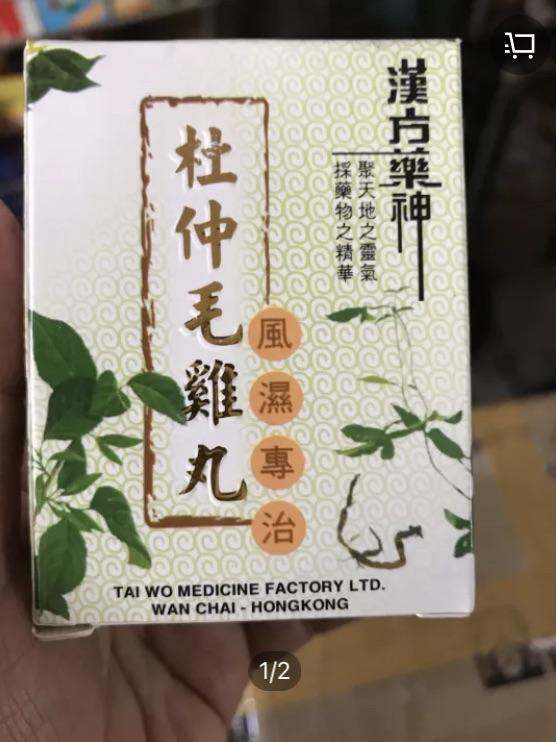 漢方藥神
聚天地之靈氣
採藥物之精華
杜仲毛雞丸
風濕專治
TAI WO MEDICINE FACTORY LTD.
WAN CHAI - HONGKONG
1/2